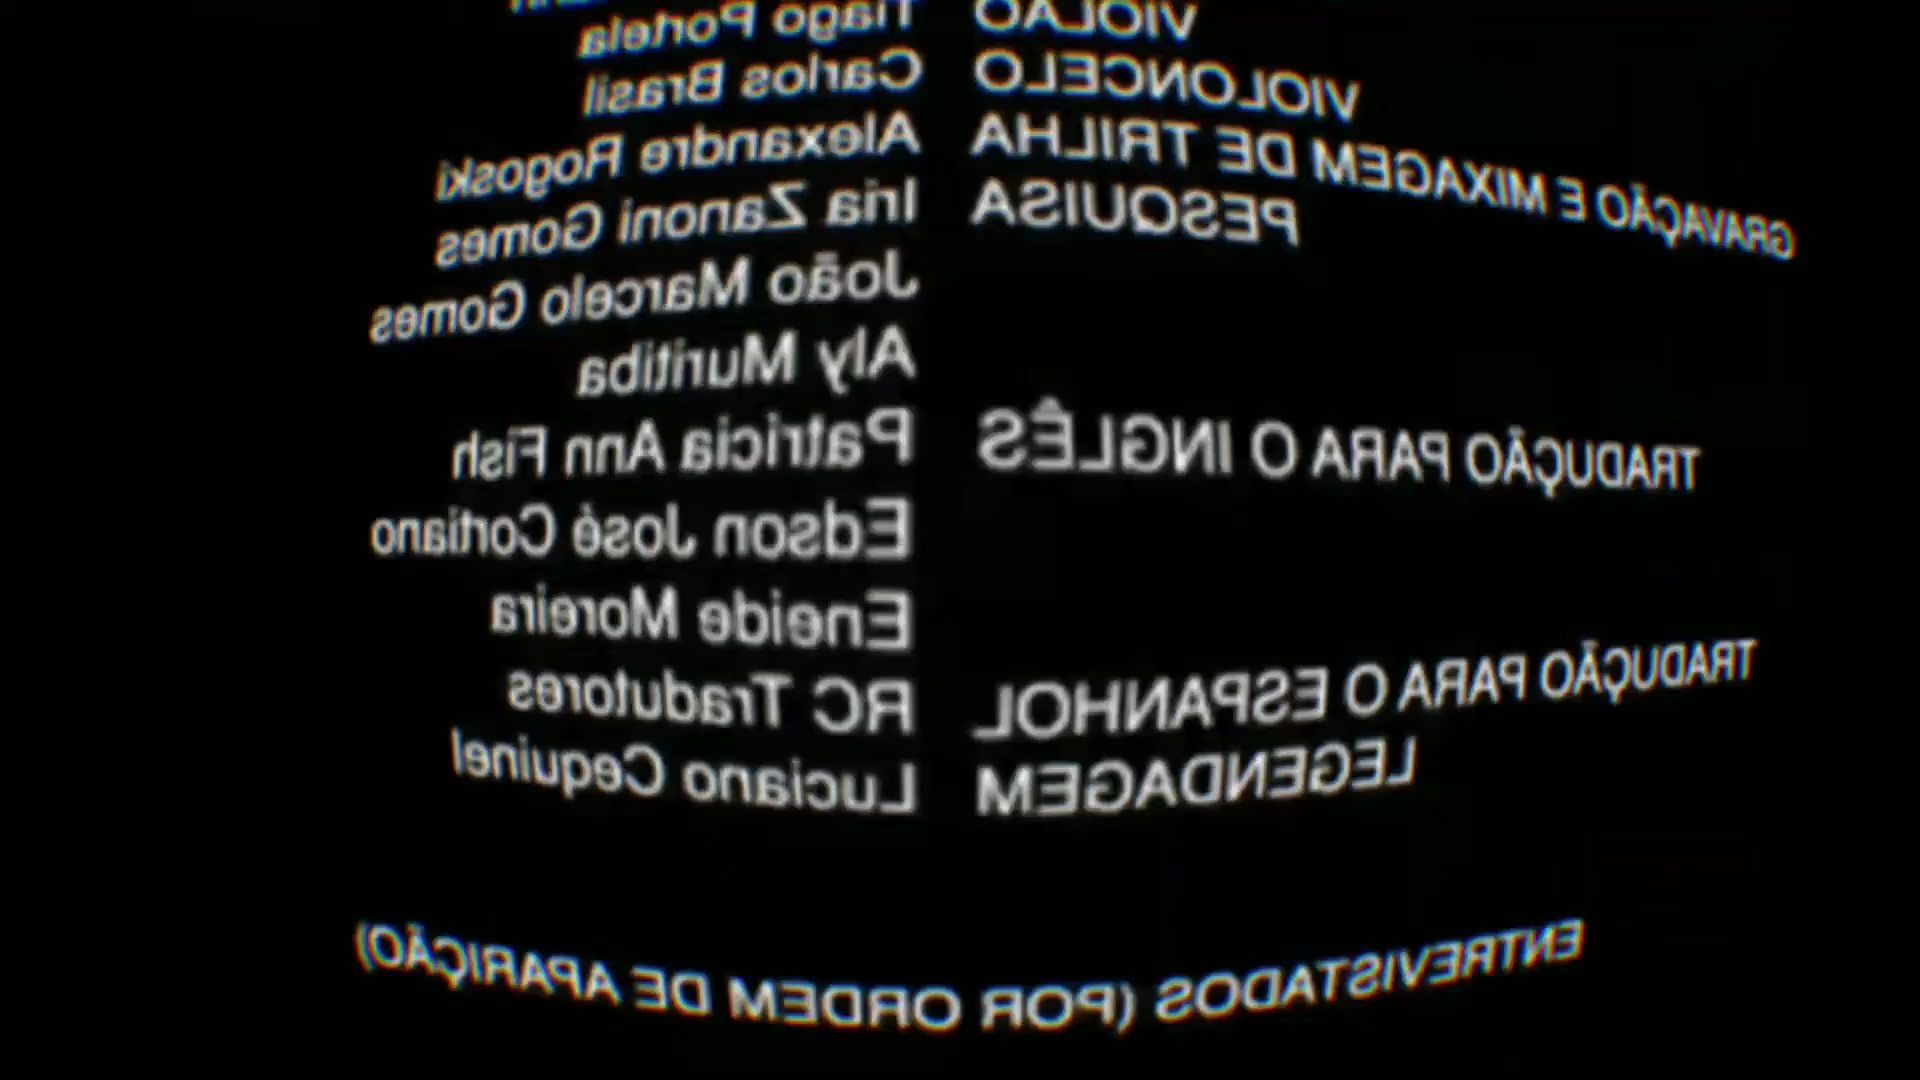 VIOLÃO Tiago Portela
VIOLONCELO Carlos Brasil
GRAVAÇÃO E MIXAGEM DE TRILHA Alexandre Rogoski
PESQUISA Iria Zanoni Gomes
João Marcelo Gomes
Aly Muritiba
TRADUÇÃO PARA O INGLÊS Patricia Ann Fish
Edson José Cortiano
Eneide Moreira
TRADUÇÃO PARA O ESPANHOL RC Tradutores
LEGENDAGEM Luciano Cequinel
ENTREVISTADOS (POR ORDEM DE APARIÇÃO)